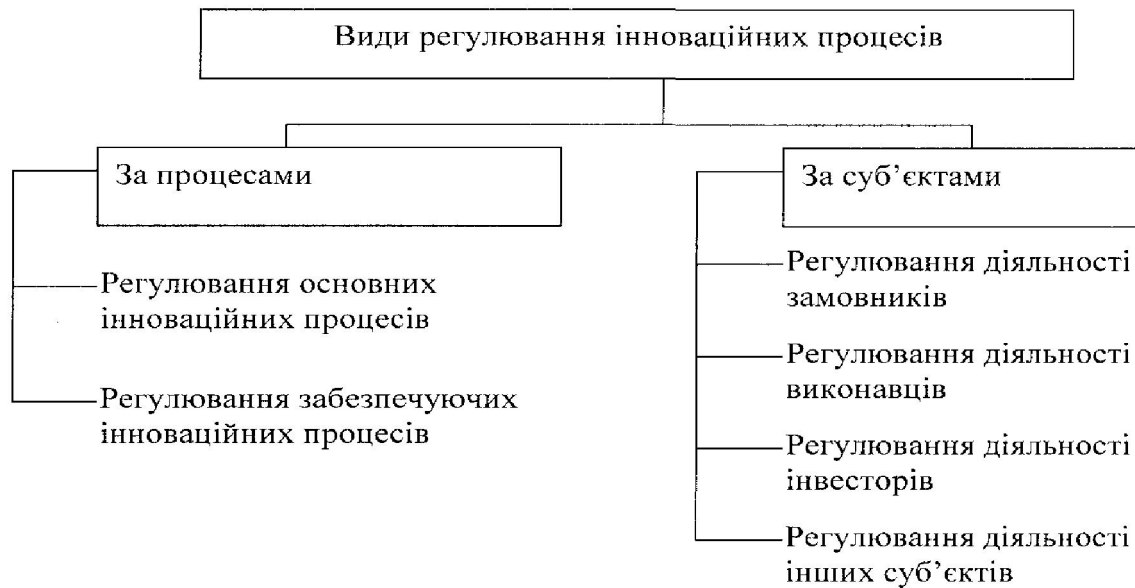 Види регулювання інноваційних процесів
За процесами
Регулювання основних
інноваційних процесів
Регулювання забезпечуючих
інноваційних процесів
За суб’єктами
Регулювання діяльності
замовників
Регулювання діяльності
виконавців
Регулювання діяльності
інвесторів
Регулювання діяльності
інших суб’єктів